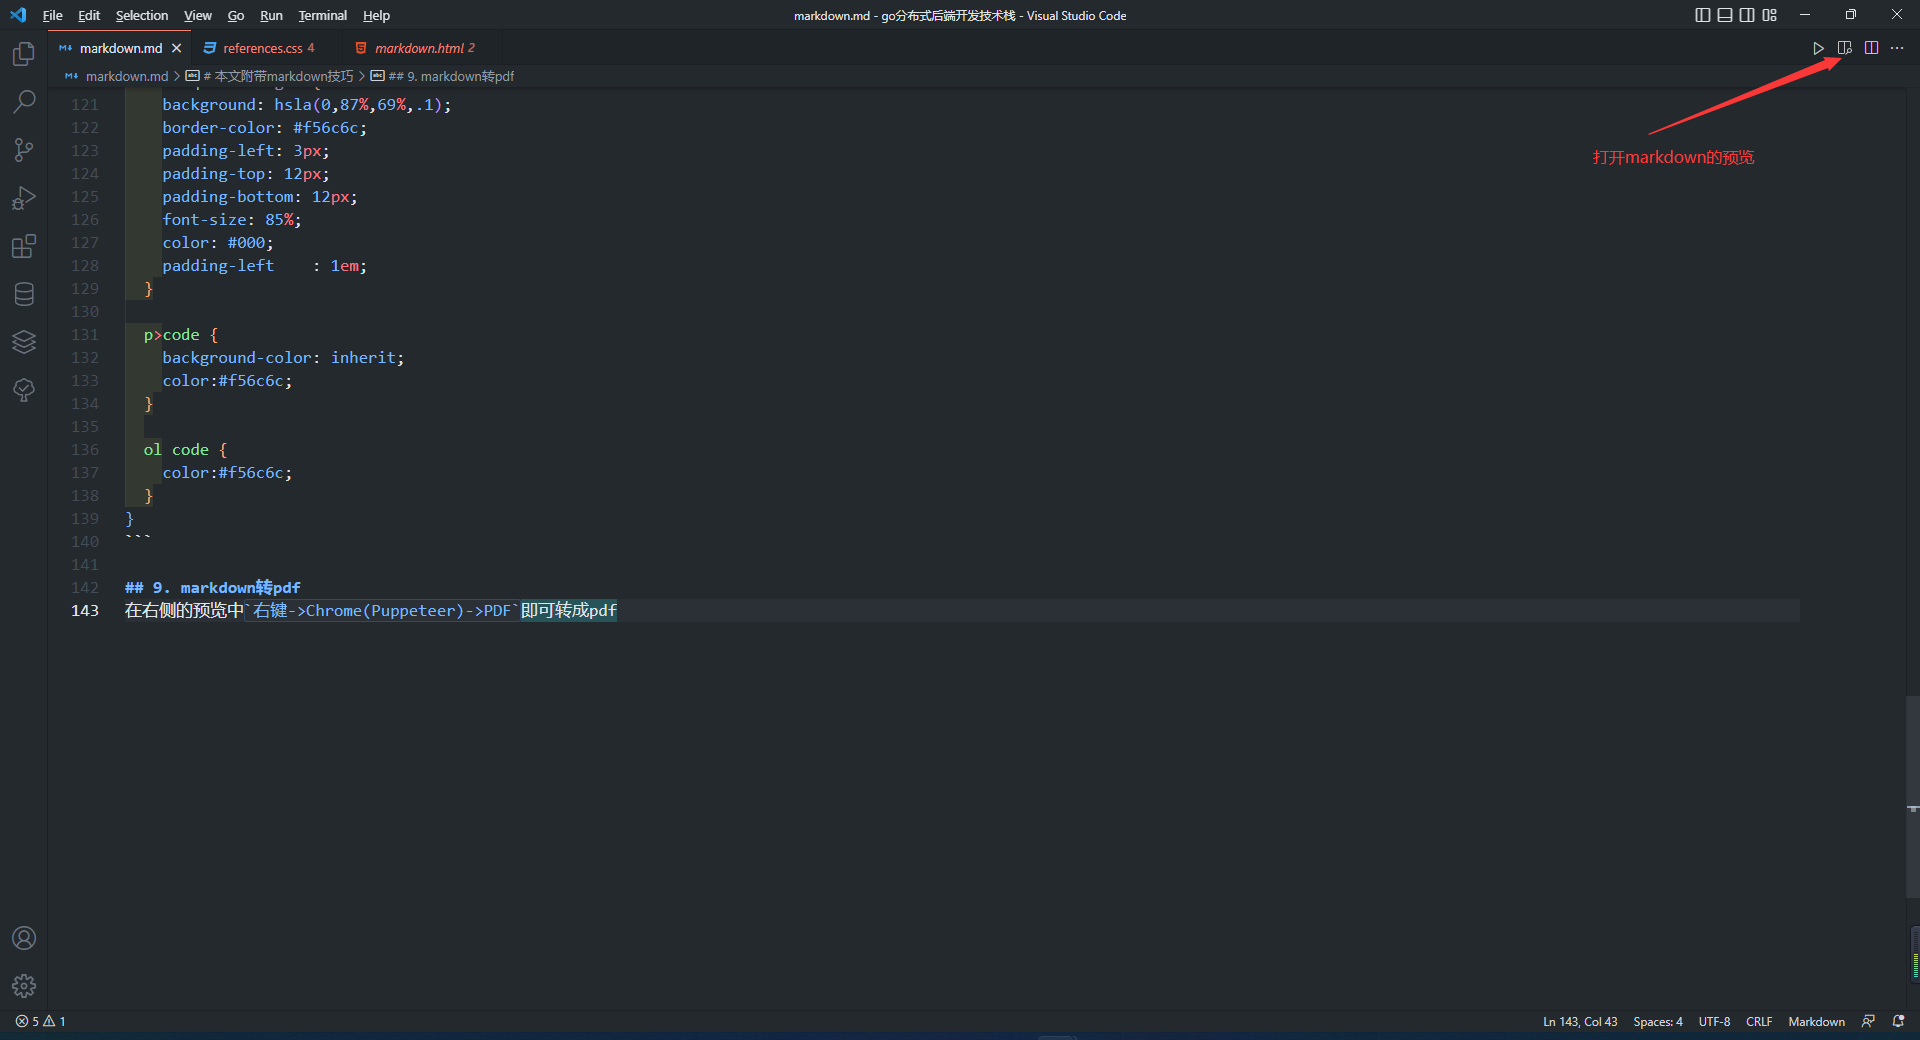 File Edit Selection View Go Run Terminal Help
markdown.md - go分布式后端开发技术栈 - Visual Studio Code
markdown.md
references.css 4
markdown.html 2
markdown.md > # 本文附带markdown技巧 > ## 9. markdown转pdf
打开markdown的预览
121 background: hsla(0,87%,69%,.1);
122 border-color: #f56c6c;
123 padding-left: 3px;
124 padding-top: 12px;
125 padding-bottom: 12px;
126 font-size: 85%;
127 color: #000;
128 padding-left    : 1em;
129 }
130
131 p>code {
132 background-color: inherit;
133 color:#f56c6c;
134 }
135
136 ol code {
137 color:#f56c6c;
138 }
139 }
140 ```
141
142 ## 9. markdown转pdf
143 在右侧的预览中`右键->Chrome(Puppeteer)->PDF`即可转成pdf
5 1
Ln 143, Col 43 Spaces: 4 UTF-8 CRLF Markdown